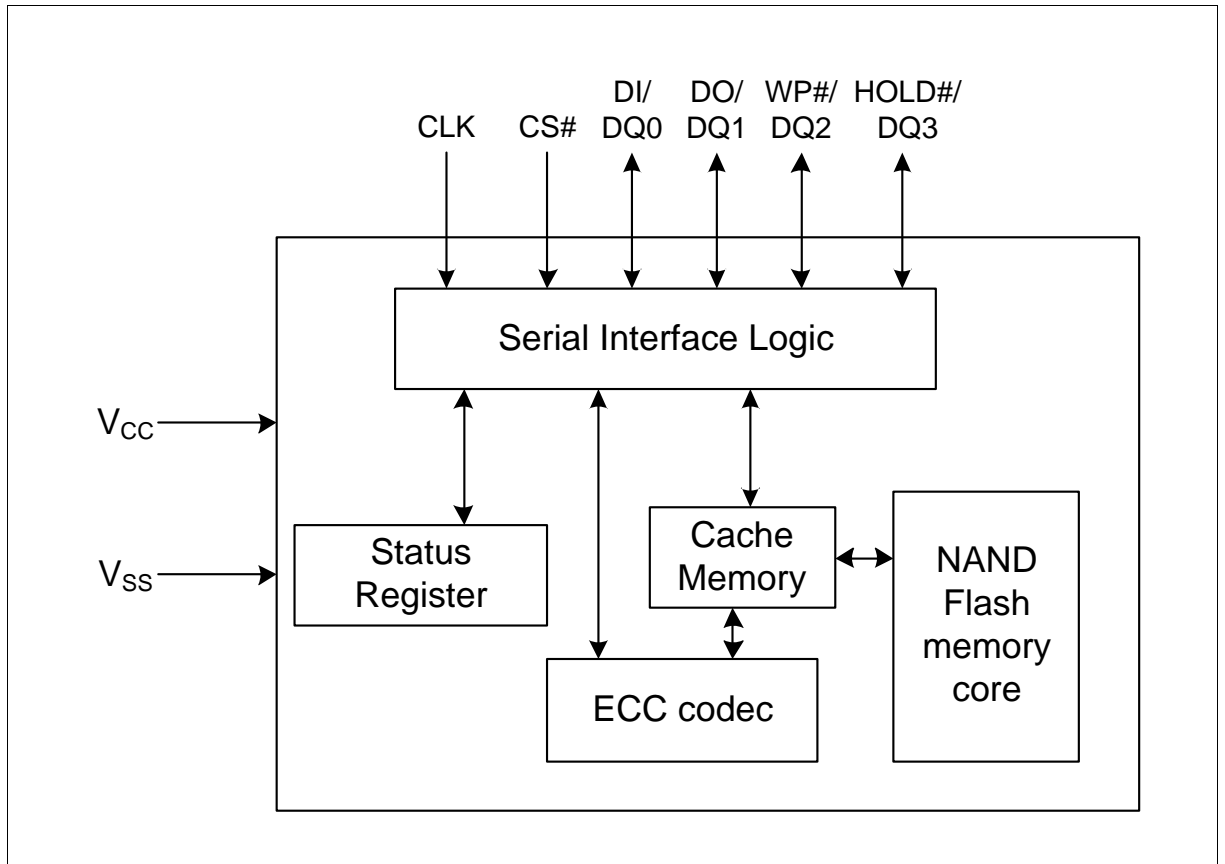 CLK
CS#
DI/
DQ0
DO/
DQ1
WP#/
DQ2
HOLD#/
DQ3
Serial Interface Logic
VCC
VSS
Status
Register
Cache
Memory
NAND
Flash
memory
core
ECC codec